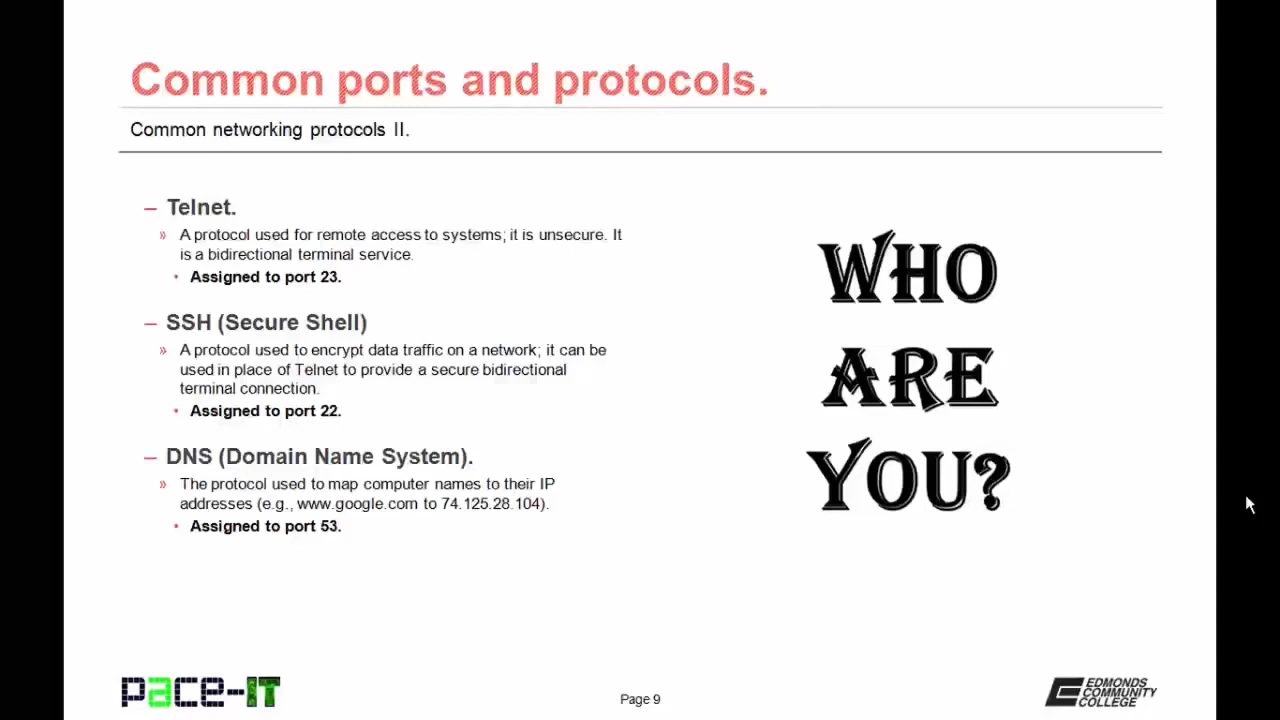 Common ports and protocols.
Common networking protocols II.
– Telnet.
» A protocol used for remote access to systems; it is unsecure. It
is a bidirectional terminal service.
• Assigned to port 23.
– SSH (Secure Shell)
» A protocol used to encrypt data traffic on a network; it can be
used in place of Telnet to provide a secure bidirectional
terminal connection.
• Assigned to port 22.
– DNS (Domain Name System).
» The protocol used to map computer names to their IP
addresses (e.g., www.google.com to 74.125.28.104).
• Assigned to port 53.
WHO
ARE
YOU?
pace-IT
Page 9
EDMONDS
COMMUNITY
COLLEGE